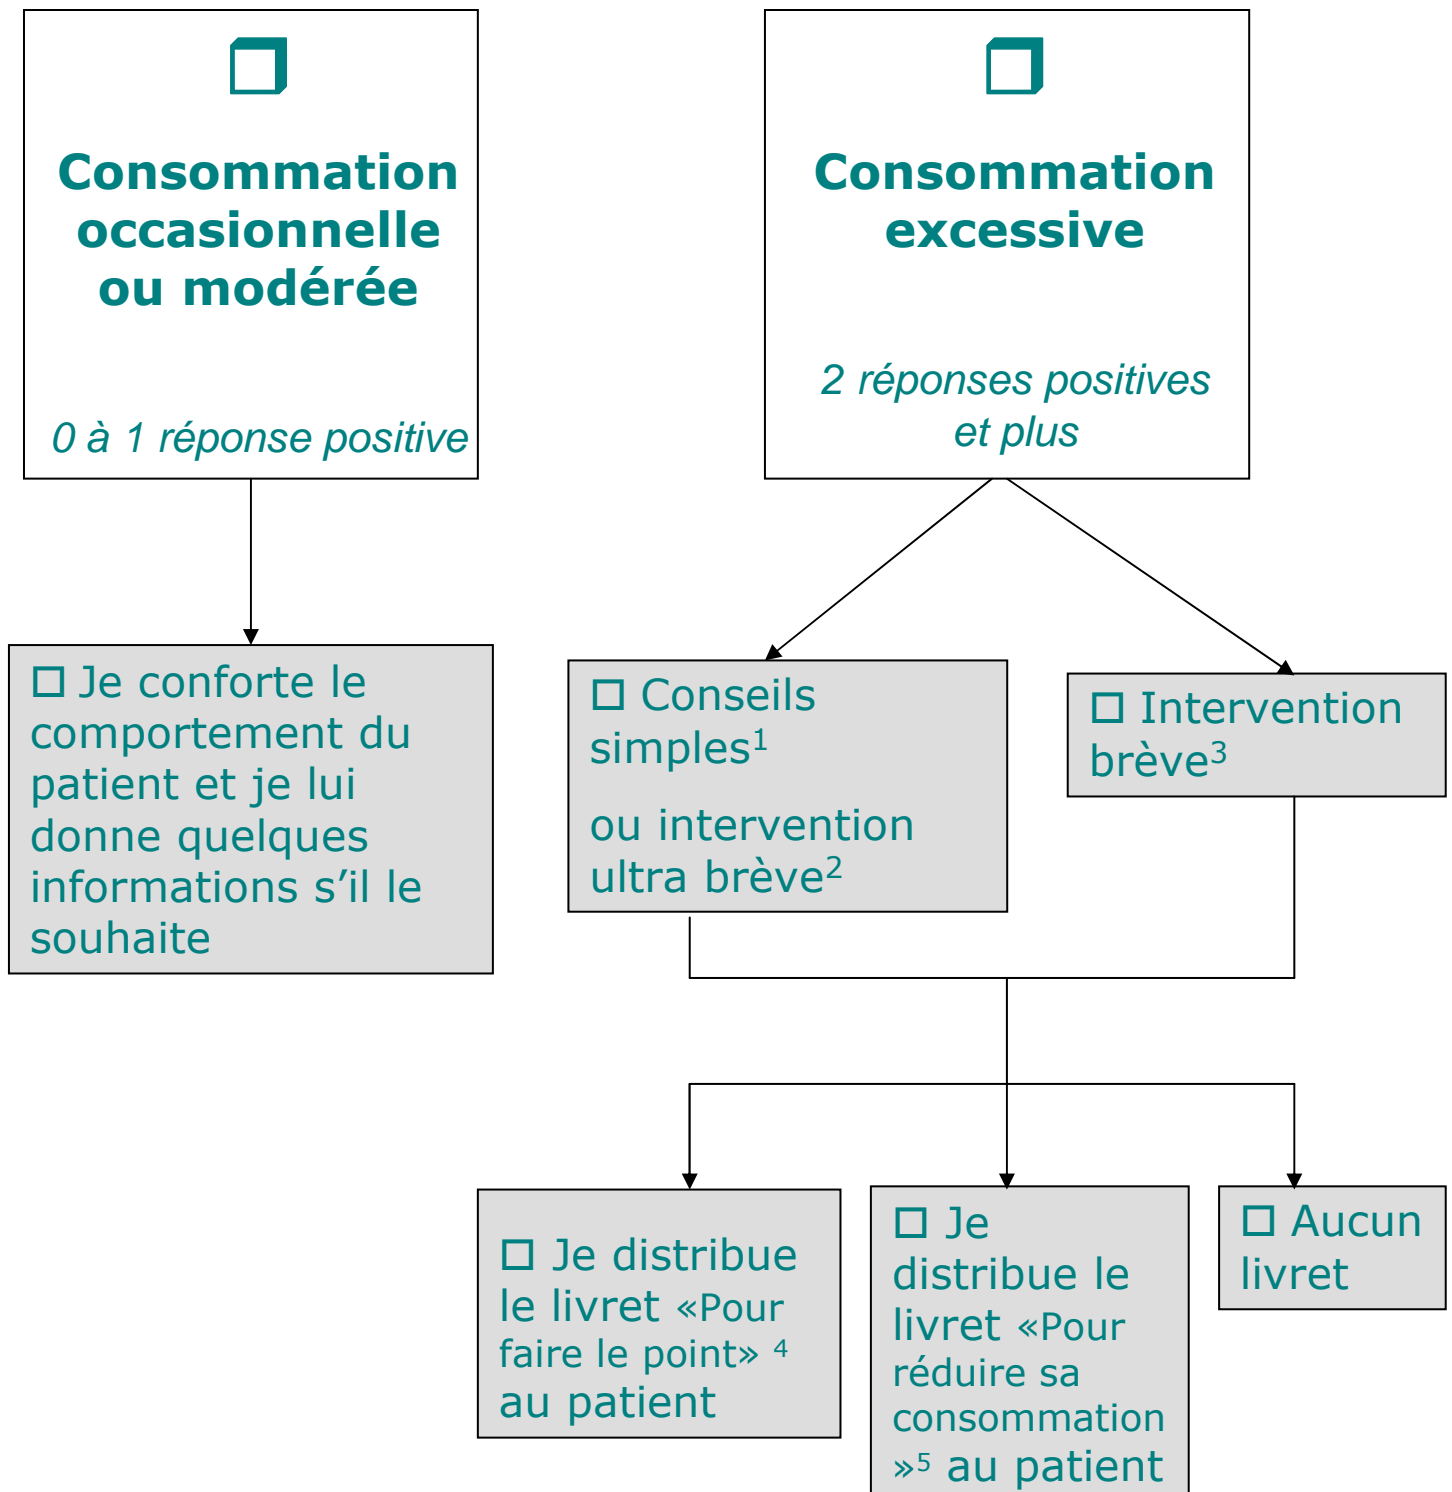 ❒
Consommation
occasionnelle
ou modérée
0 à 1 réponse positive
❒
Consommation
excessive
2 réponses positives
et plus
□ Je conforte le
comportement du
patient et je lui
donne quelques
informations s’il le
souhaite
□ Conseils
simples¹
ou intervention
ultra brève²
□ Intervention
brève³
□ Je distribue
le livret «Pour
faire le point» ⁴
au patient
□ Je
distribue le
livret «Pour
réduire sa
consommation
»⁵ au patient
□ Aucun
livret